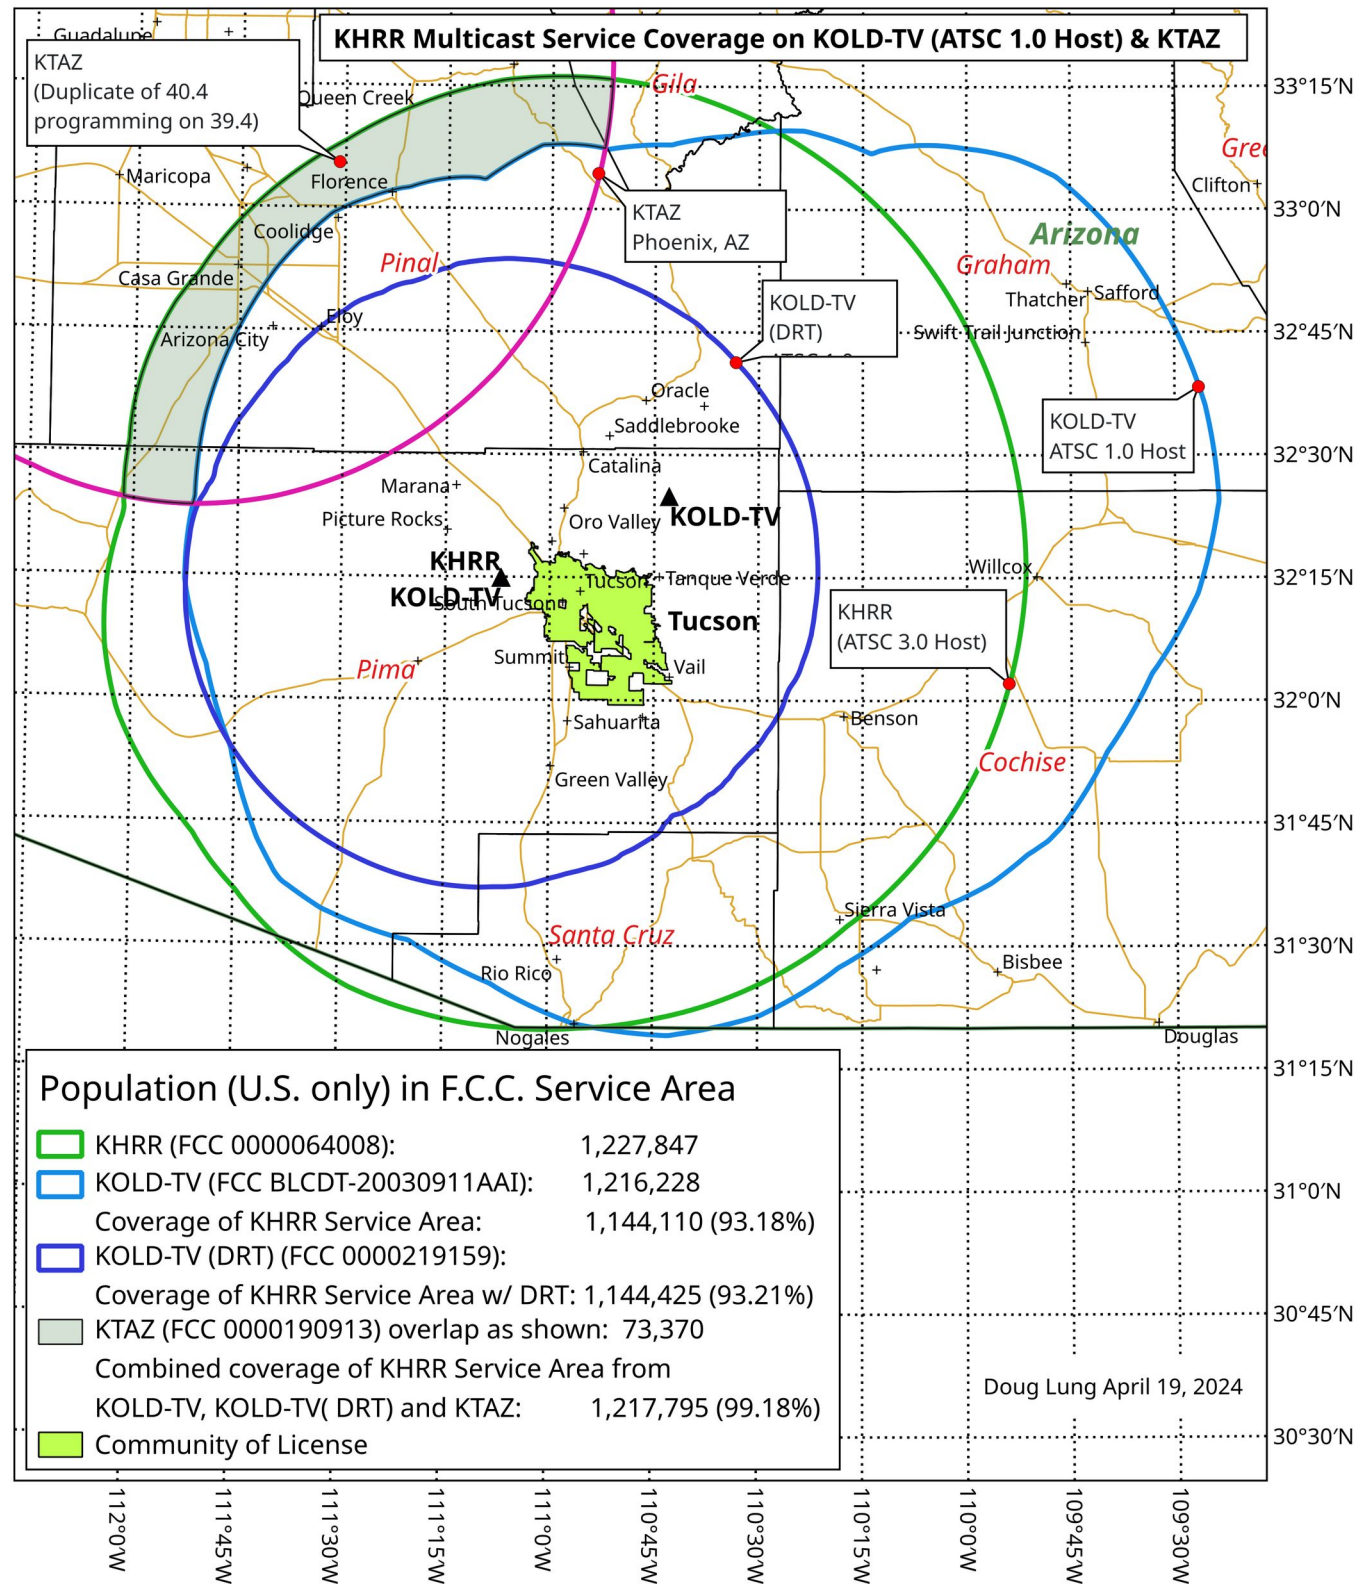 KHRR Multicast Service Coverage on KOLD-TV (ATSC 1.0 Host) & KTAZ
Guadalupe
KTAZ
(Duplicate of 40.4
programming on 39.4)
Queen Creek
Gila
33°15′N
Maricopa
Florence
Clifton
KTAZ
Phoenix, AZ
33°0′N
Coolidge
Arizona
Pinal
Graham
Casa Grande
Thatcher
Safford
KOLD-TV
(DRT)
Eloy
Arizona City
Swift Trail Junction
32°45′N
Oracle
Saddlebrooke
KOLD-TV
ATSC 1.0 Host
32°30′N
Catalina
Marana
Picture Rocks
Oro Valley
KOLD-TV
KHRR
KOLD-TV
Tucson
Tanque Verde
Willcox
32°15′N
South Tucson
Tucson
KHRR
(ATSC 3.0 Host)
Summit
Vail
Pima
32°0′N
Sahuarita
Benson
Cochise
Green Valley
31°45′N
Sierra Vista
Santa Cruz
31°30′N
Rio Rico
Bisbee
Nogales
Douglas
31°15′N
31°0′N
30°45′N
30°30′N
Population (U.S. only) in F.C.C. Service Area
KHRR (FCC 0000064008): 1,227,847
KOLD-TV (FCC BLCDT-20030911AAI): 1,216,228
Coverage of KHRR Service Area: 1,144,110 (93.18%)
KOLD-TV (DRT) (FCC 0000219159):
Coverage of KHRR Service Area w/ DRT: 1,144,425 (93.21%)
KTAZ (FCC 0000190913) overlap as shown: 73,370
Combined coverage of KHRR Service Area from
KOLD-TV, KOLD-TV( DRT) and KTAZ: 1,217,795 (99.18%)
Community of License
Doug Lung April 19, 2024
112°0′W
111°45′W
111°30′W
111°15′W
111°0′W
110°45′W
110°30′W
110°15′W
110°0′W
109°45′W
109°30′W